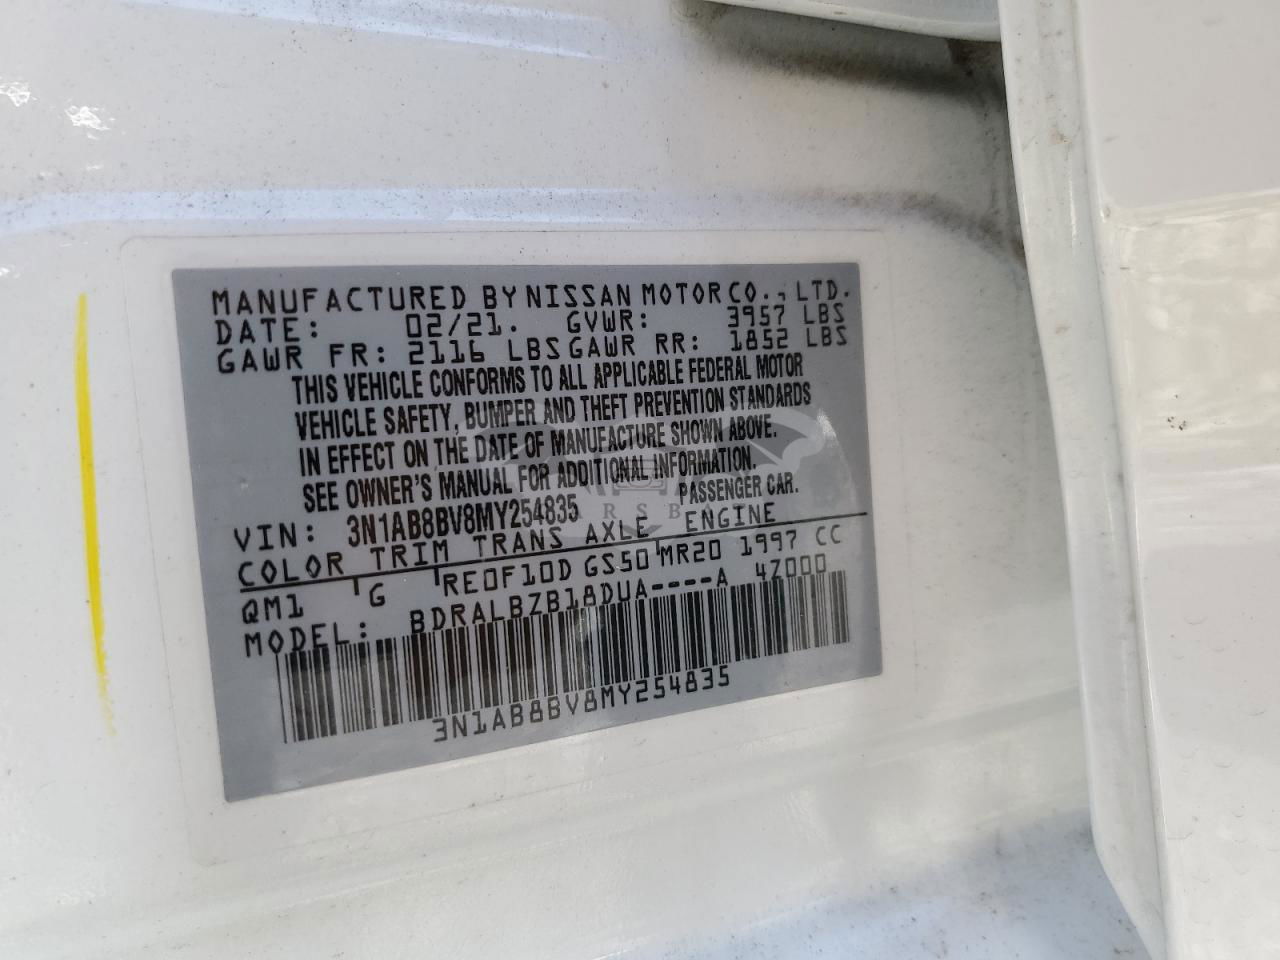 MANUFACTURED BY NISSAN MOTOR CO., LTD.
DATE: 02/21. GVWR: 3957 LBS
GAWR FR: 2116 LBS GAWR RR: 1852 LBS
THIS VEHICLE CONFORMS TO ALL APPLICABLE FEDERAL MOTOR
VEHICLE SAFETY, BUMPER AND THEFT PREVENTION STANDARDS
IN EFFECT ON THE DATE OF MANUFACTURE SHOWN ABOVE.
SEE OWNER'S MANUAL FOR ADDITIONAL INFORMATION.
VIN: 3N1AB8BV8MY254835 PASSENGER CAR.
COLOR TRIM TRANS AXLE ENGINE
QM1 G RE0F10D GS50 MR20 1997 CC
MODEL: BDRALBZB18DUA----A 4Z000
3N1AB8BV8MY254835